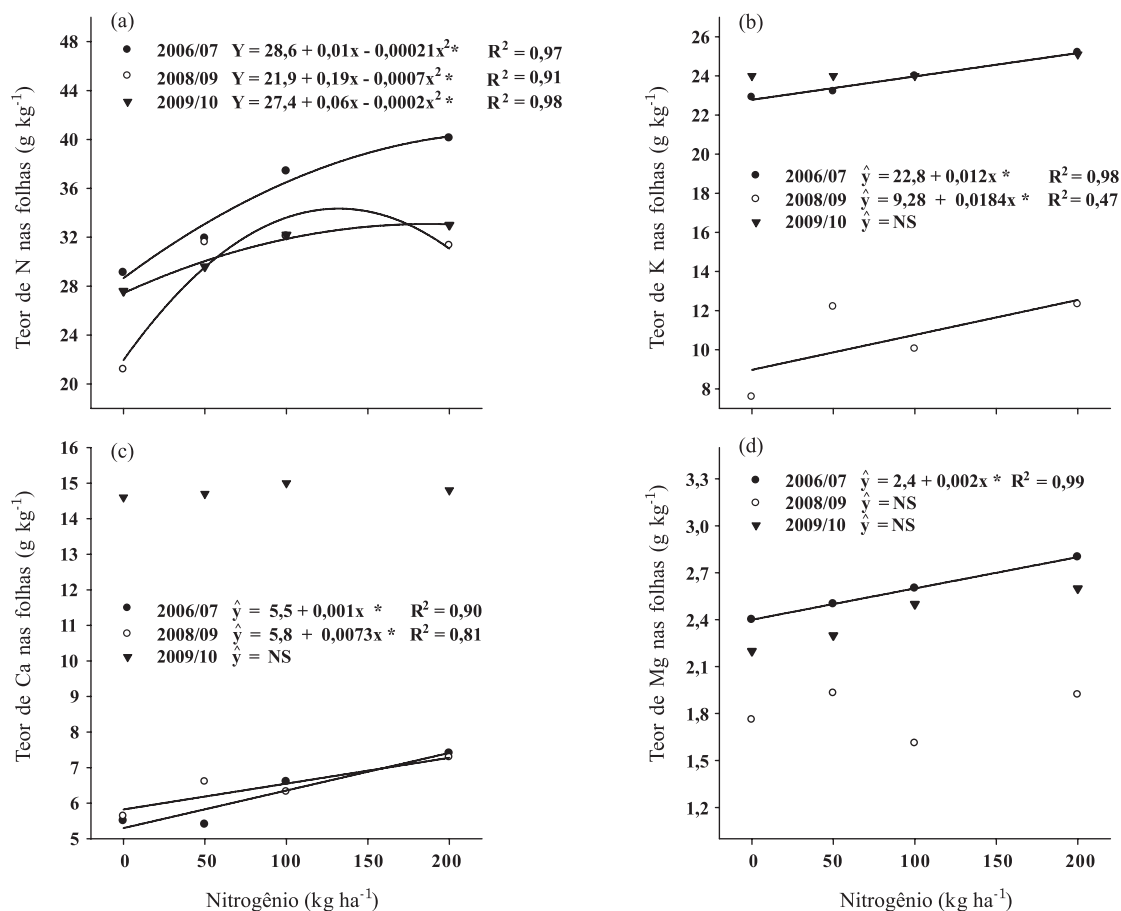 (a)
2006/07 Y = 28,6 + 0,01x - 0,00021x²* R² = 0,97
2008/09 Y = 21,9 + 0,19x - 0,0007x² * R² = 0,91
2009/10 Y = 27,4 + 0,06x - 0,0002x² * R² = 0,98
Teor de N nas folhas (g kg⁻¹)
48
44
40
36
32
28
22
20
(b)
2006/07 ŷ = 22,8 + 0,012x * R² = 0,98
2008/09 ŷ = 9,28 + 0,0184x * R² = 0,47
2009/10 ŷ = NS
Teor de K nas folhas (g kg⁻¹)
26
24
22
20
18
16
14
12
10
8
(c)
2006/07 ŷ = 5,5 + 0,001x * R² = 0,90
2008/09 ŷ = 5,8 + 0,0073x * R² = 0,81
2009/10 ŷ = NS
Teor de Ca nas folhas (g kg⁻¹)
16
15
14
13
12
11
10
9
8
7
6
5
0 50 100 150 200
Nitrogênio (kg ha⁻¹)
(d)
2006/07 ŷ = 2,4 + 0,002x * R² = 0,99
2008/09 ŷ = NS
2009/10 ŷ = NS
Teor de Mg nas folhas (g kg⁻¹)
3,3
3,0
2,7
2,4
2,1
1,8
1,5
1,2
0 50 100 150 200
Nitrogênio (kg ha⁻¹)